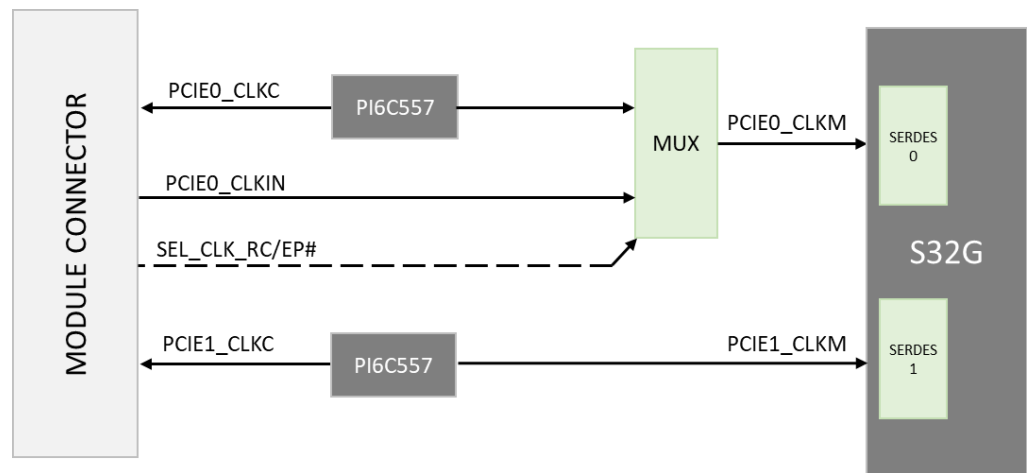 MODULE CONNECTOR
PCIE0_CLKC
PI6C557
MUX
PCIE0_CLKM
SERDES
0
PCIE0_CLKIN
SEL_CLK_RC/EP#
S32G
PCIE1_CLKC
PI6C557
PCIE1_CLKM
SERDES
1